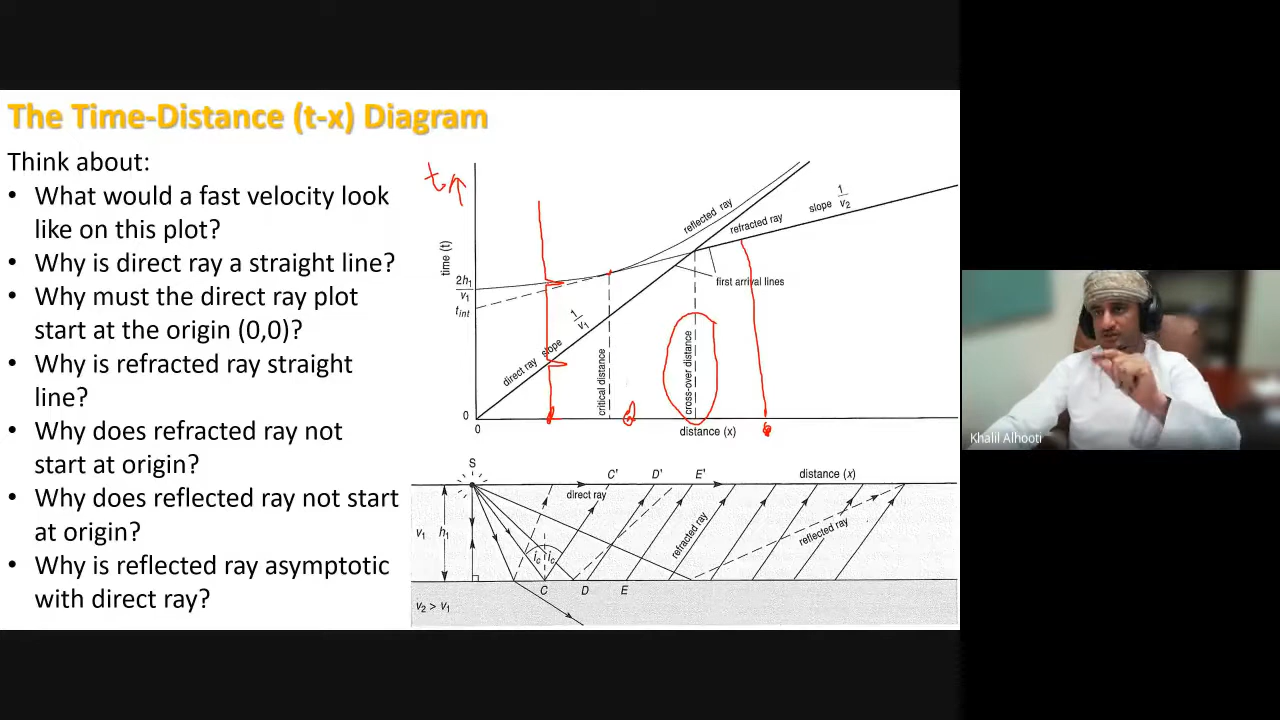 The Time-Distance (t-x) Diagram
Think about:
• What would a fast velocity look
like on this plot?
• Why is direct ray a straight line?
• Why must the direct ray plot
start at the origin (0,0)?
• Why is refracted ray straight
line?
• Why does refracted ray not
start at origin?
• Why does reflected ray not start
at origin?
• Why is reflected ray asymptotic
with direct ray?
t
time (t)
2h₁
v₁
t_int
0
0
direct ray
slope
1
v₁
critical distance
cross-over distance
reflected ray
refracted ray
slope
1
v₂
first arrival lines
distance (x)
S
C'
D'
E'
distance (x)
direct ray
v₁
h₁
i_c
i_c
refracted ray
reflected ray
C
D
E
v₂ > v₁
Khalil Alhooti